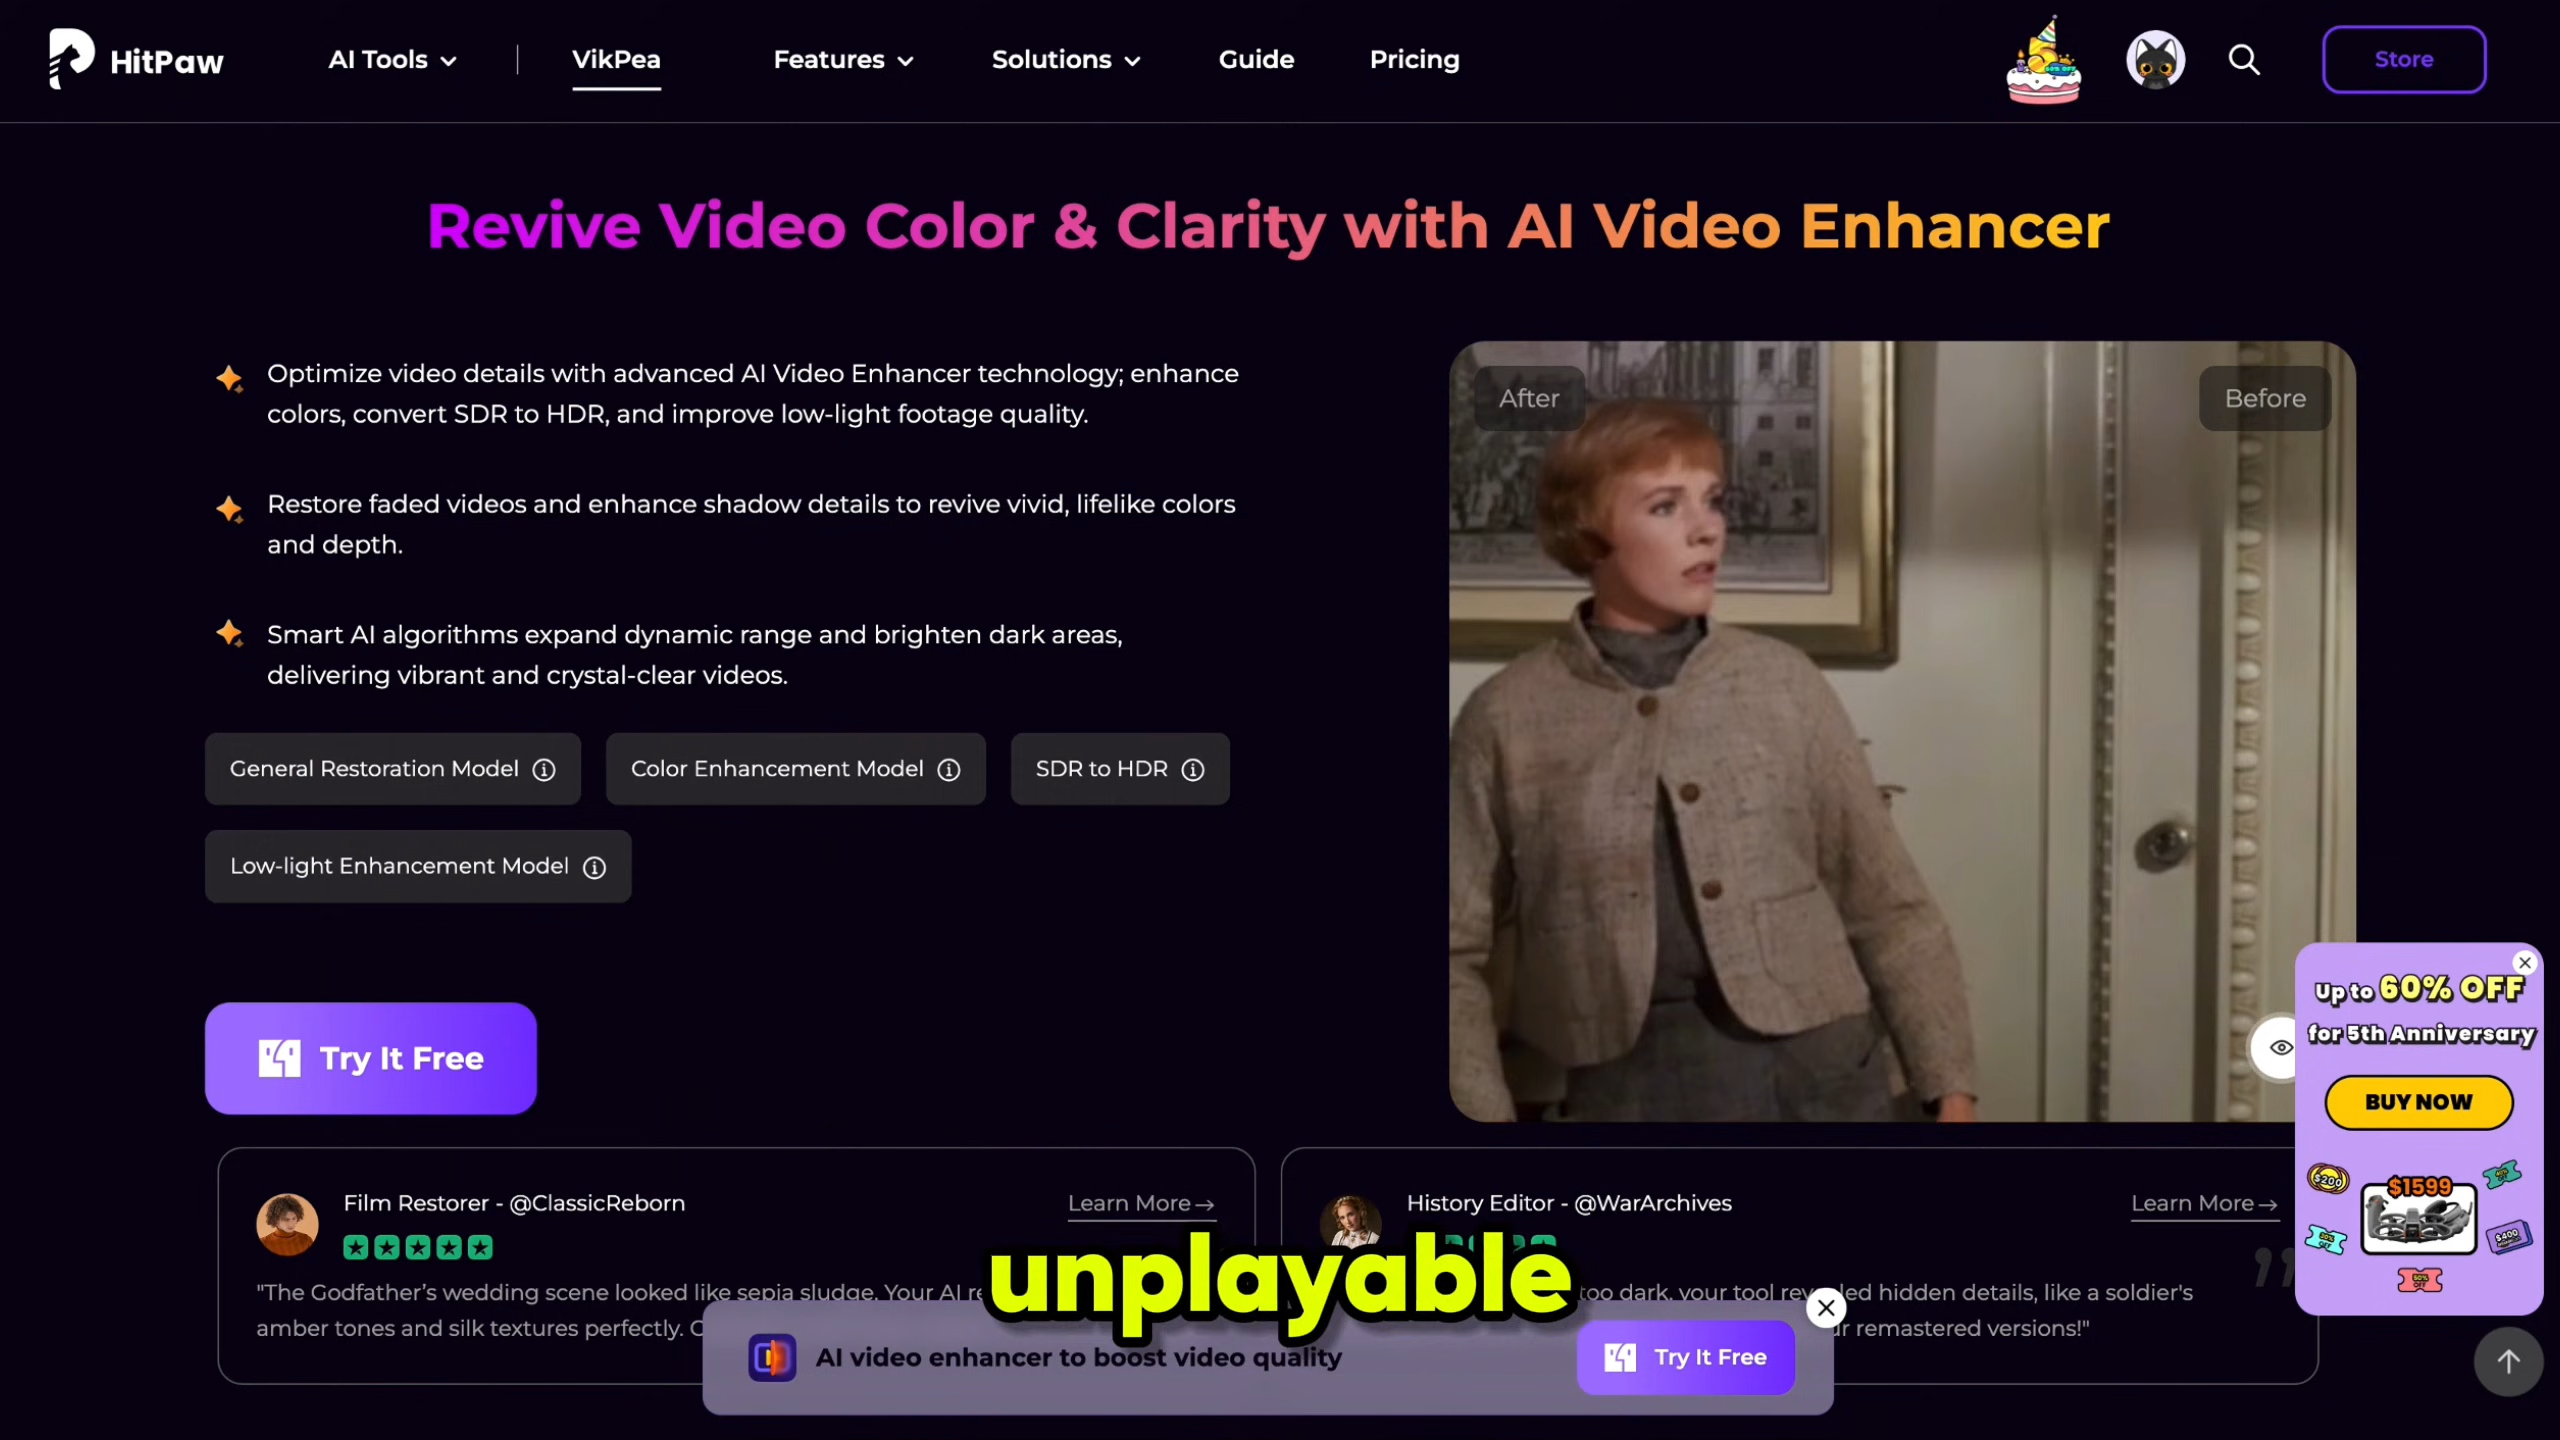 HitPaw
AI Tools
VikPea
Features
Solutions
Guide
Pricing
Store
Revive Video Color & Clarity with AI Video Enhancer
Optimize video details with advanced AI Video Enhancer technology; enhance
colors, convert SDR to HDR, and improve low-light footage quality.
Restore faded videos and enhance shadow details to revive vivid, lifelike colors
and depth.
Smart AI algorithms expand dynamic range and brighten dark areas,
delivering vibrant and crystal-clear videos.
General Restoration Model
Color Enhancement Model
SDR to HDR
Low-light Enhancement Model
Try It Free
After
Before
Up to 60% OFF
for 5th Anniversary
BUY NOW
$200
$1599
$400
Film Restorer - @ClassicReborn
Learn More→
"The Godfather's wedding scene looked like sepia sludge. Your AI
amber tones and silk textures perfectly.
History Editor - @WarArchives
Learn More→
too dark, your tool hidden details, like a soldier's
remastered versions!"
unplayable
AI video enhancer to boost video quality
Try It Free